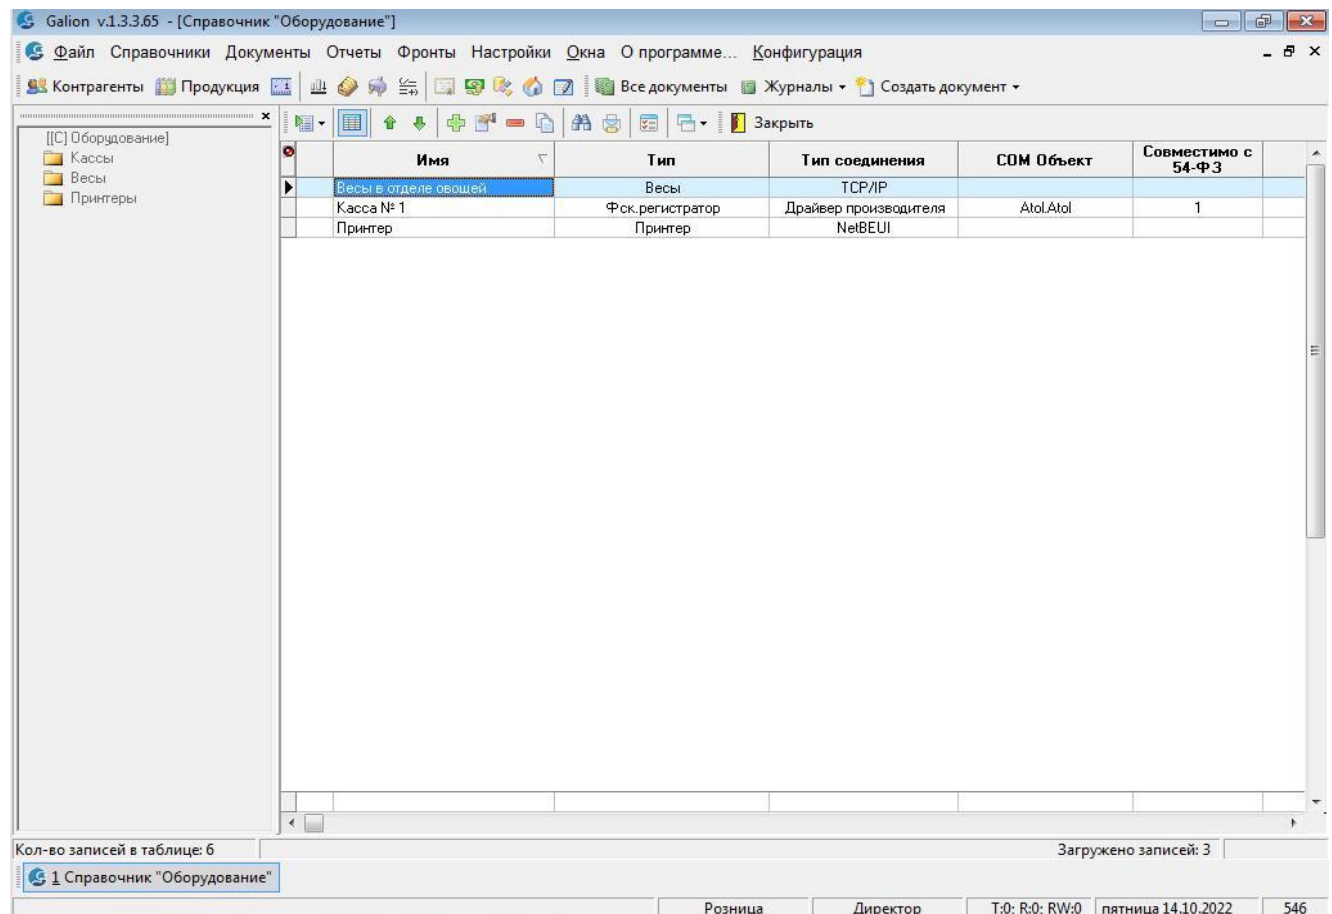 Galion v.1.3.3.65 - [Справочник "Оборудование"]
Файл Справочники Документы Отчеты Фронты Настройки Окна О программе... Конфигурация
Контрагенты Продукция Все документы Журналы Создать документ
Закрыть
[[С] Оборудование]
Кассы
Весы
Принтеры
Имя Тип Тип соединения COM Объект Совместимо с
54-ФЗ
Весы в отделе овощей Весы TCP/IP
Касса № 1 Фск.регистратор Драйвер производителя Atol.Atol 1
Принтер Принтер NetBEUI
Кол-во записей в таблице: 6 Загружено записей: 3
1 Справочник "Оборудование"
Розница Директор T:0; R:0; RW:0 пятница 14.10.2022 546